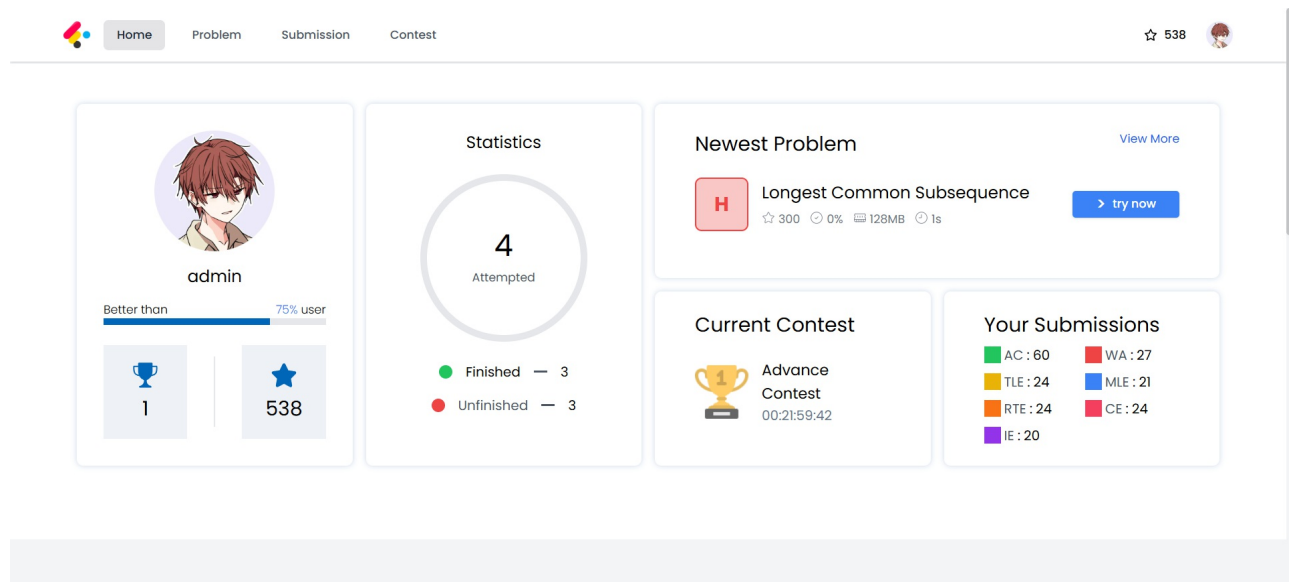 Home Problem Submission Contest 538
admin
Better than 75% user
1 538
Statistics
4
Attempted
Finished — 3
Unfinished — 3
Newest Problem View More
H Longest Common Subsequence
300 0% 128MB 1s
> try now
Current Contest
1
Advance
Contest
00:21:59:42
Your Submissions
AC : 60 WA : 27
TLE : 24 MLE : 21
RTE : 24 CE : 24
IE : 20